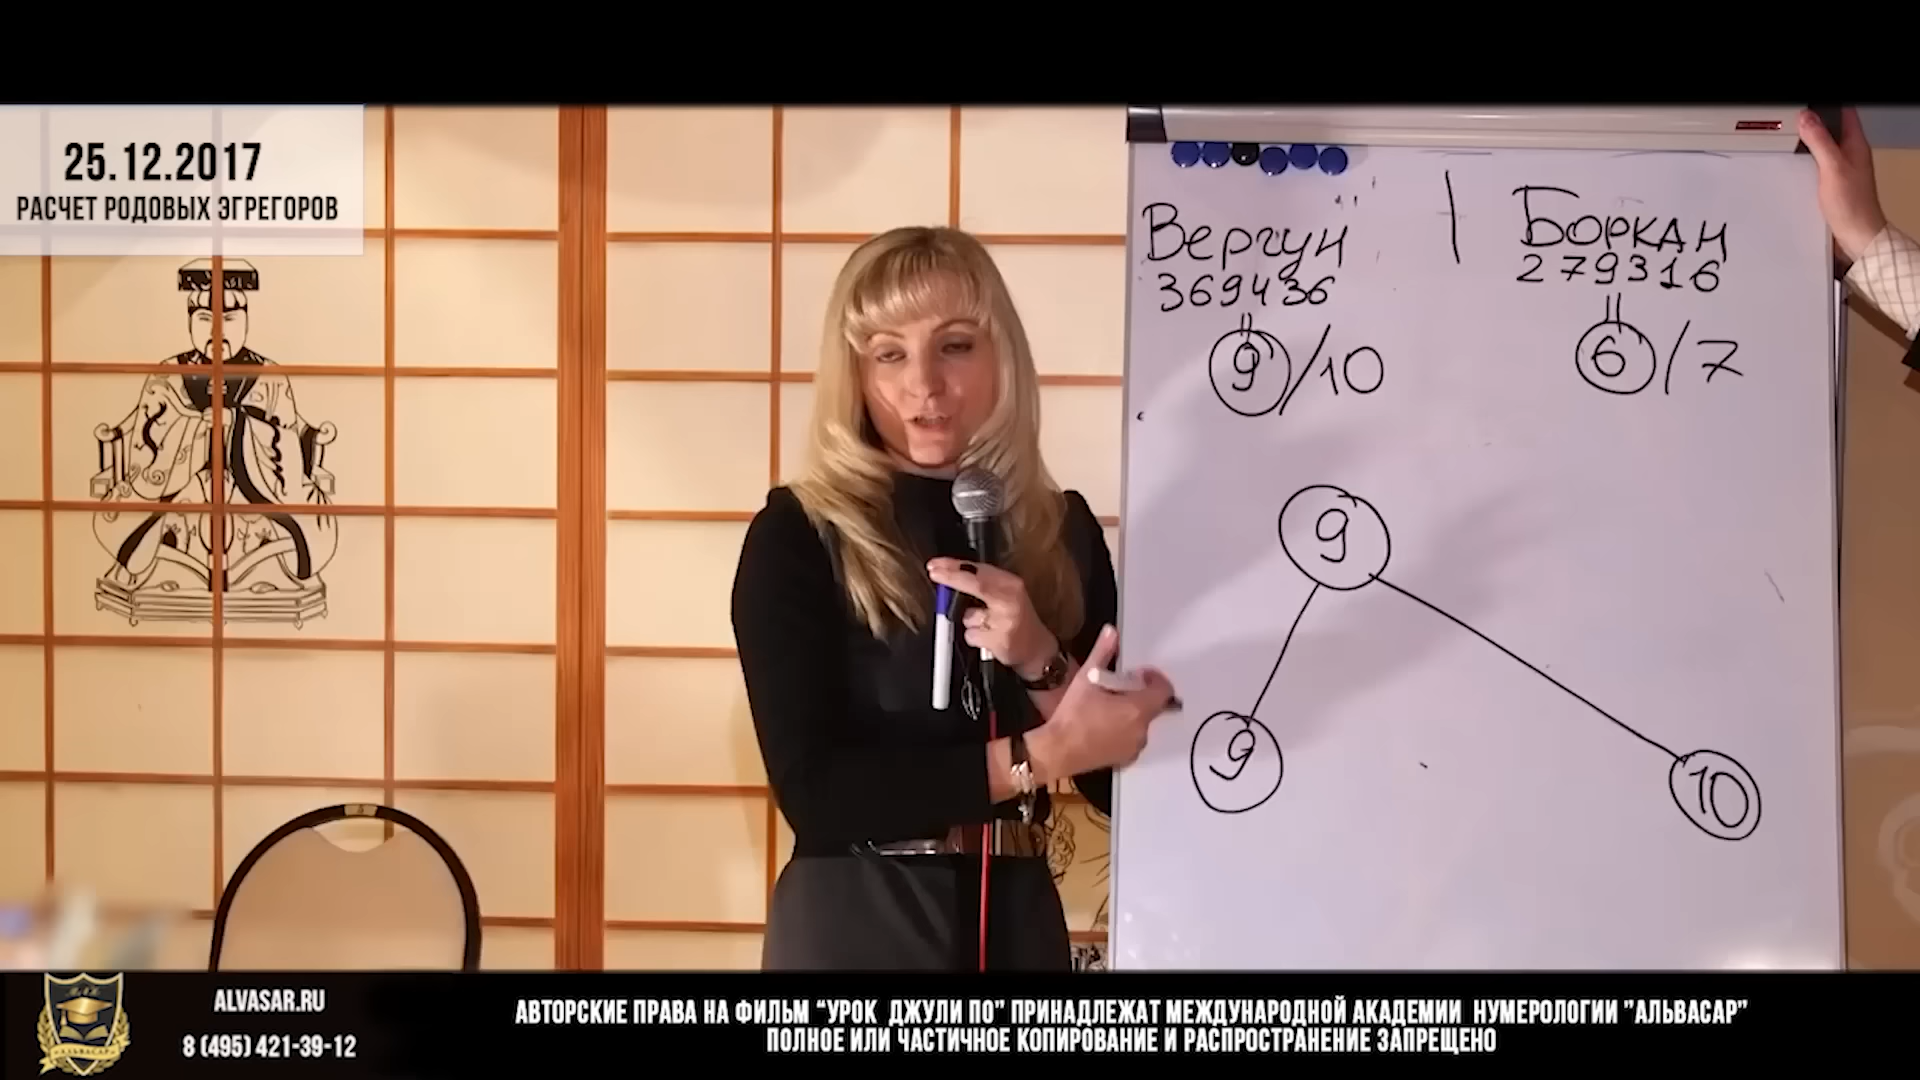 25.12.2017
РАСЧЕТ РОДОВЫХ ЭГРЕГОРОВ
Вергун
369436
9/10
Боркан
279316
6/7
9
9
10
ALVASAR.RU
8 (495) 421-39-12
АВТОРСКИЕ ПРАВА НА ФИЛЬМ “УРОК ДЖУЛИ ПО” ПРИНАДЛЕЖАТ МЕЖДУНАРОДНОЙ АКАДЕМИИ НУМЕРОЛОГИИ "АЛЬВАСАР"
ПОЛНОЕ ИЛИ ЧАСТИЧНОЕ КОПИРОВАНИЕ И РАСПРОСТРАНЕНИЕ ЗАПРЕЩЕНО
«АЛЬВАСАР»